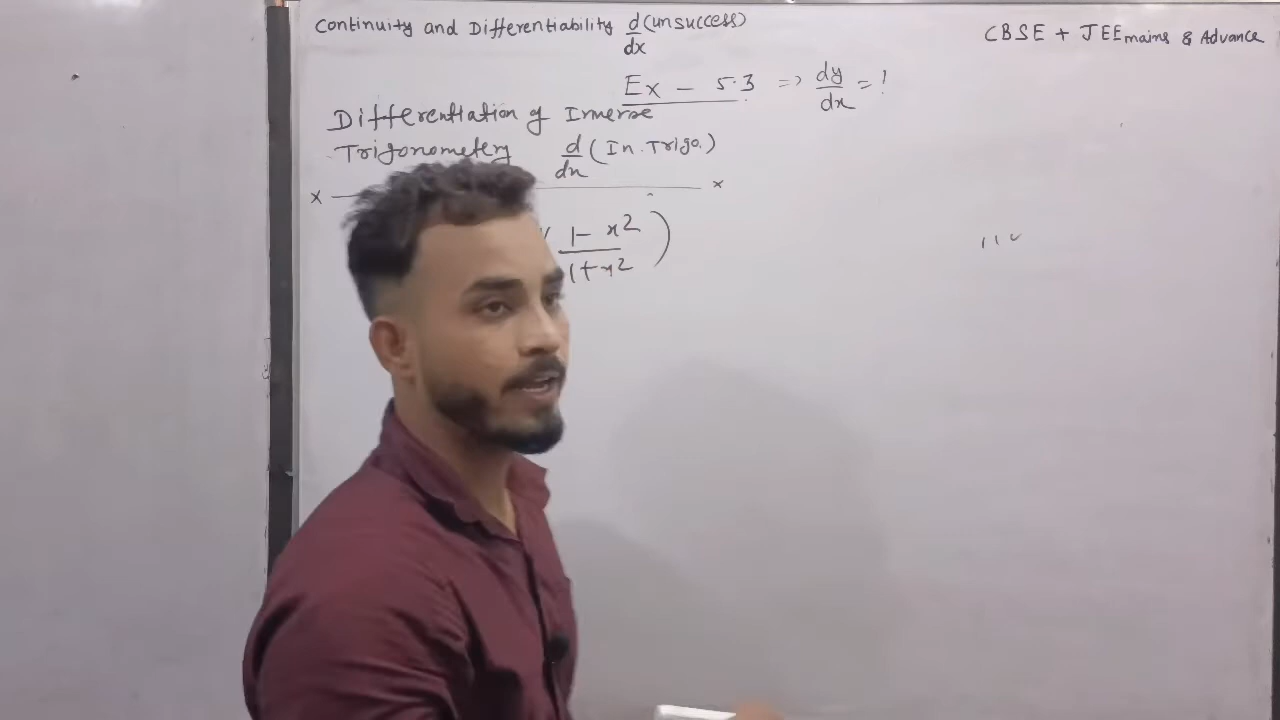 Continuity and Differentiability d/dx (unsuccess)
CBSE + JEE mains & Advance
Ex - 5.3 => dy/dx = !
Differentiation of Inverse
Trigonometery d/dx (In. Trigo.)
x x
( 1 - x2 / 1 + x2 )